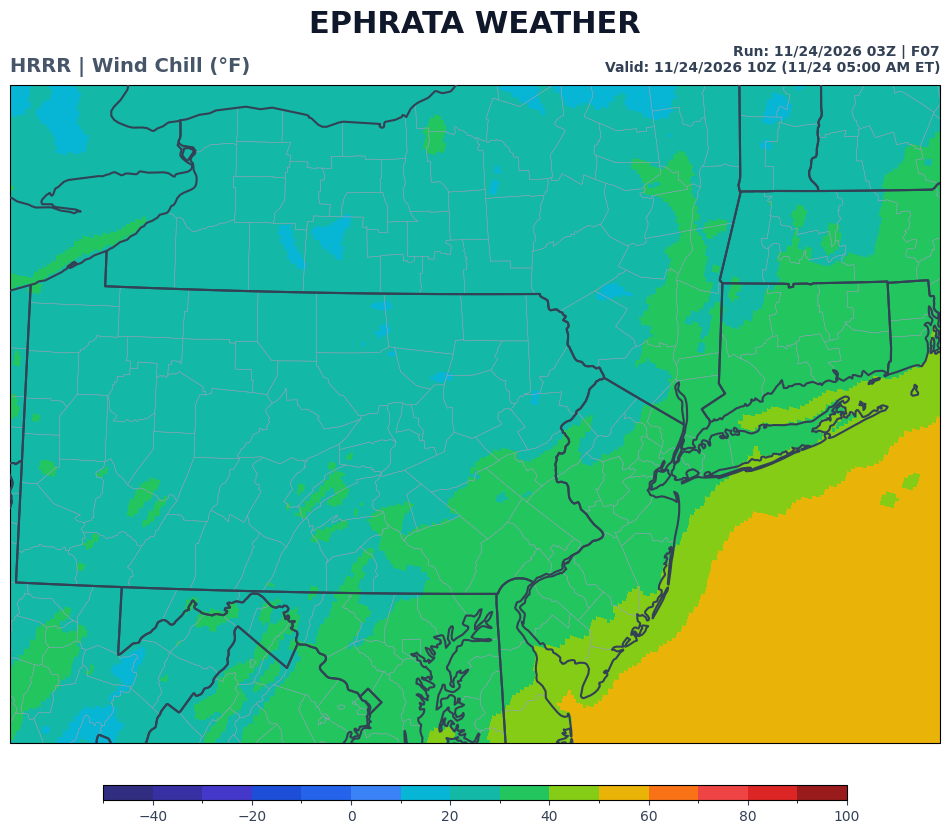 EPHRATA WEATHER
HRRR | Wind Chill (°F)
Run: 11/24/2026 03Z | F07
Valid: 11/24/2026 10Z (11/24 05:00 AM ET)
−40 −20 0 20 40 60 80 100